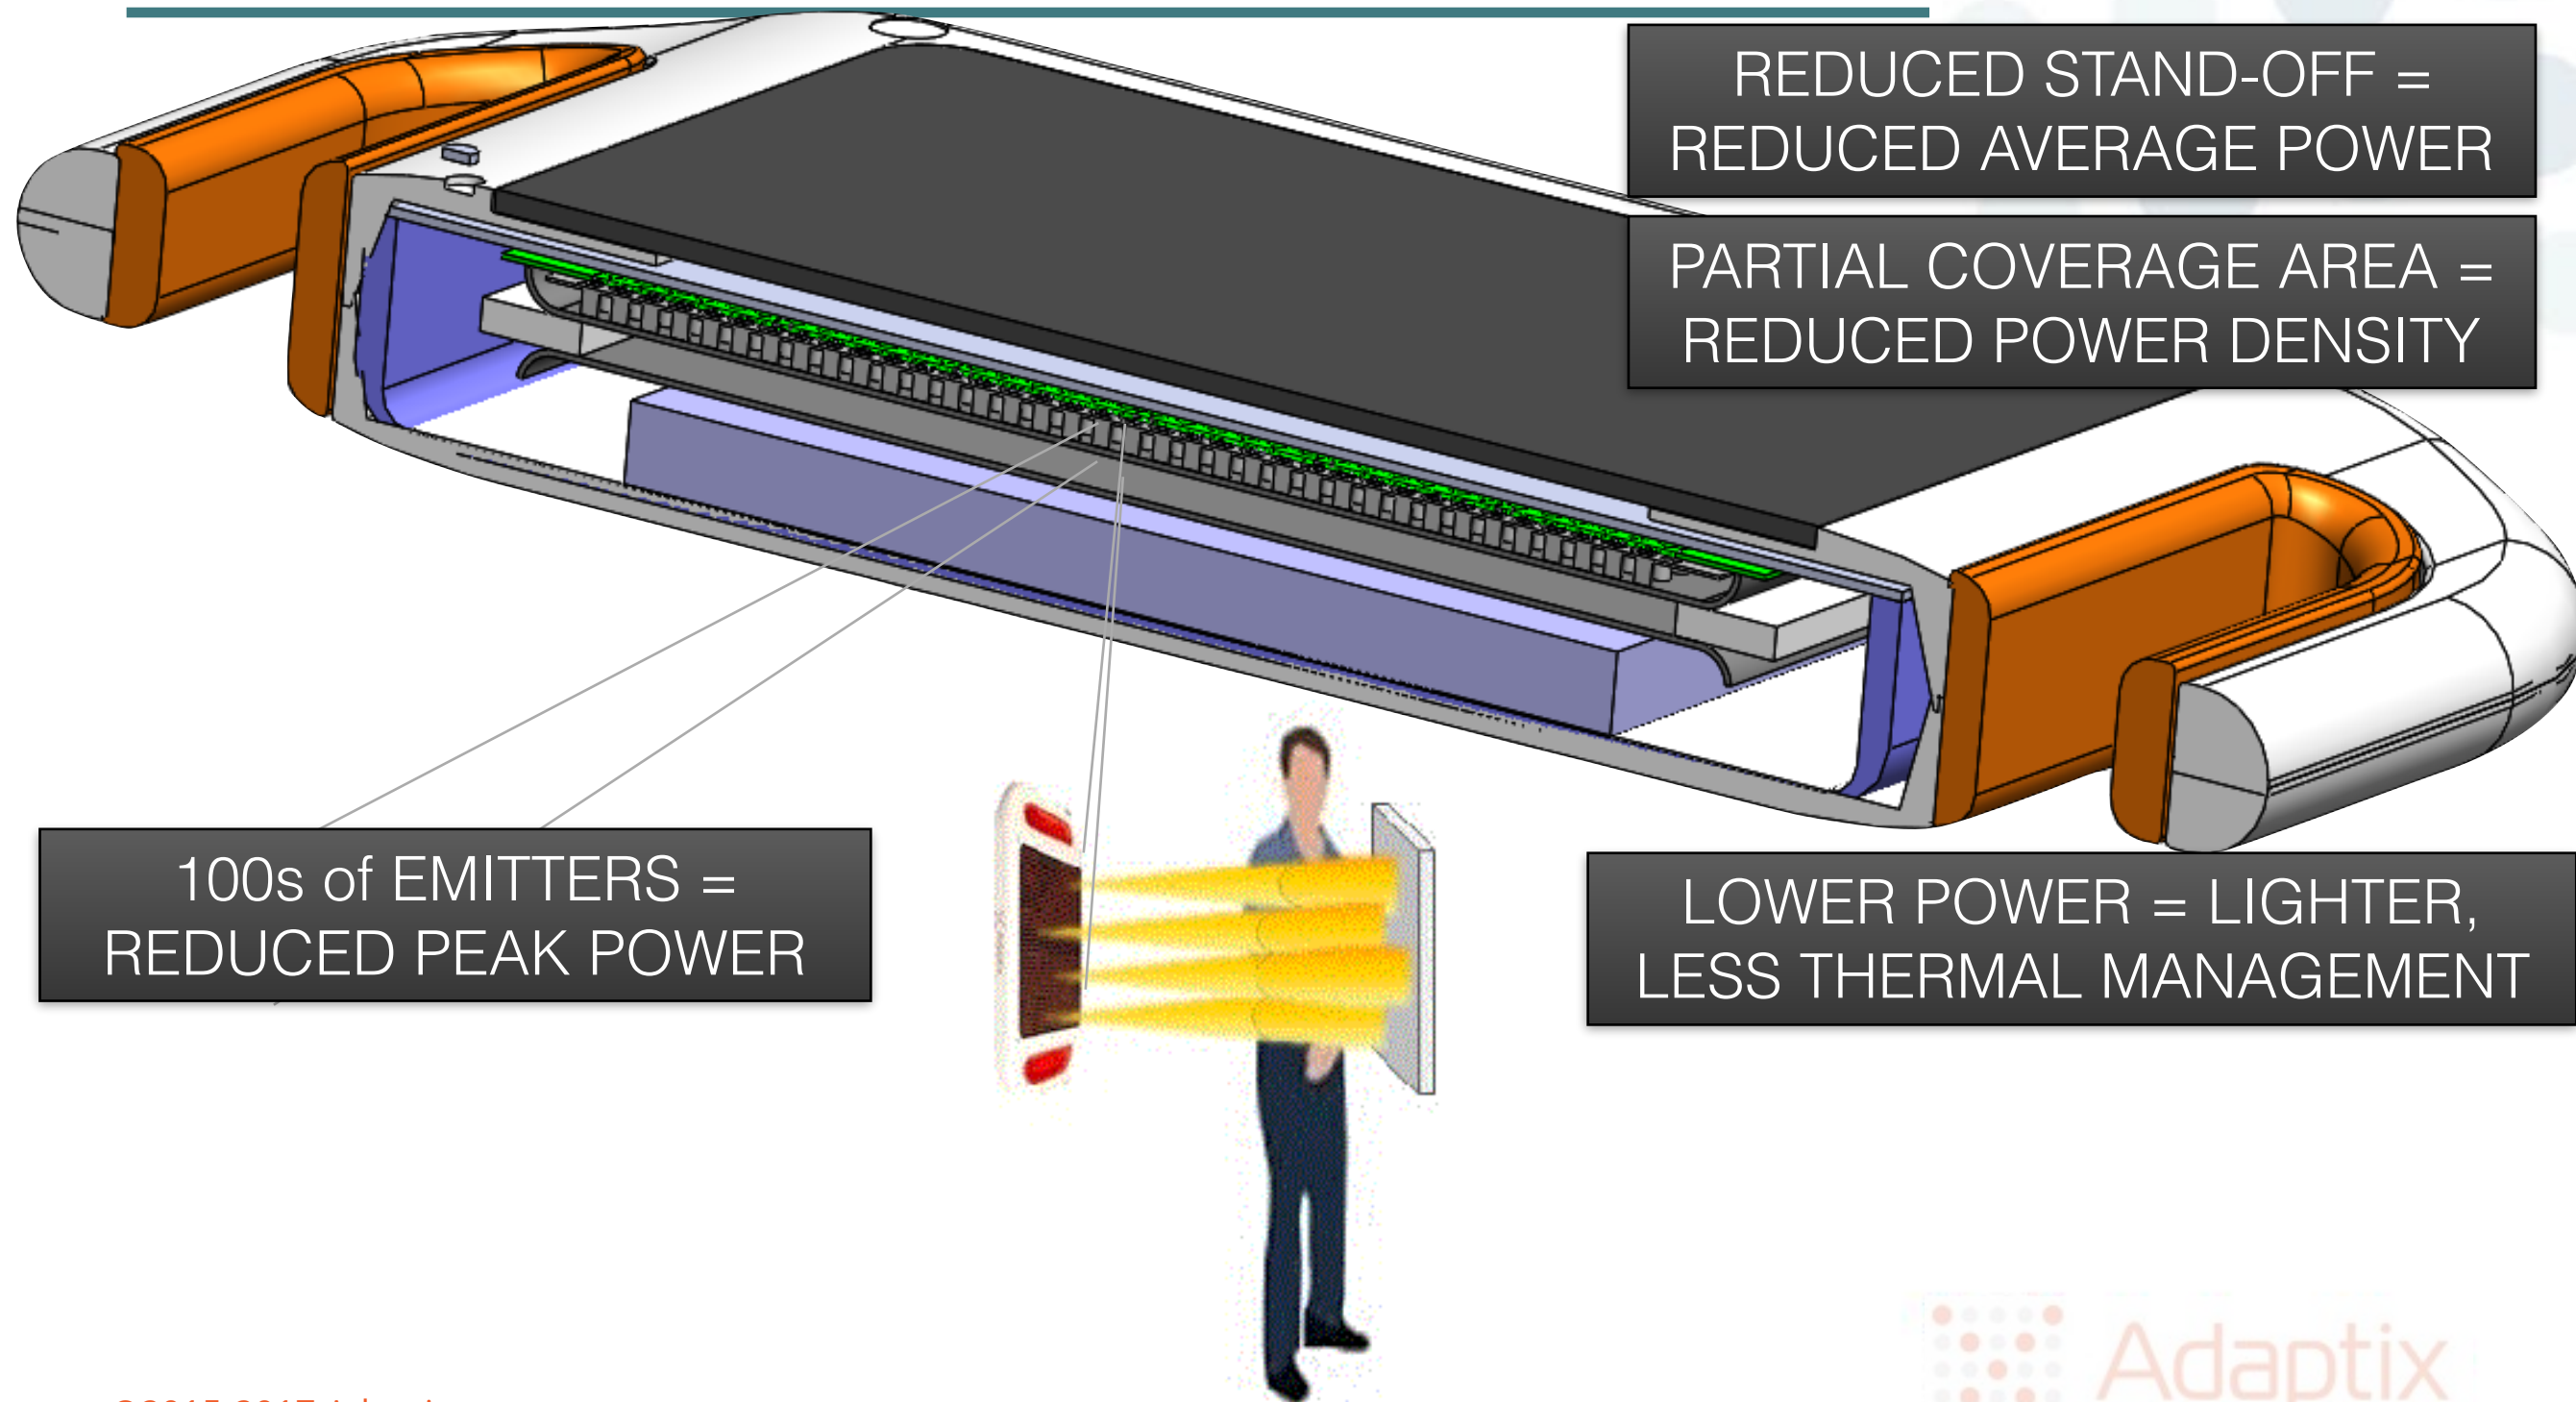 REDUCED STAND-OFF =
REDUCED AVERAGE POWER
PARTIAL COVERAGE AREA =
REDUCED POWER DENSITY
100s of EMITTERS =
REDUCED PEAK POWER
LOWER POWER = LIGHTER,
LESS THERMAL MANAGEMENT
Adaptix